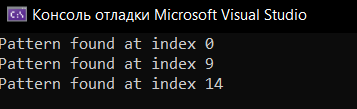 Консоль отладки Microsoft Visual Studio
Pattern found at index 0
Pattern found at index 9
Pattern found at index 14